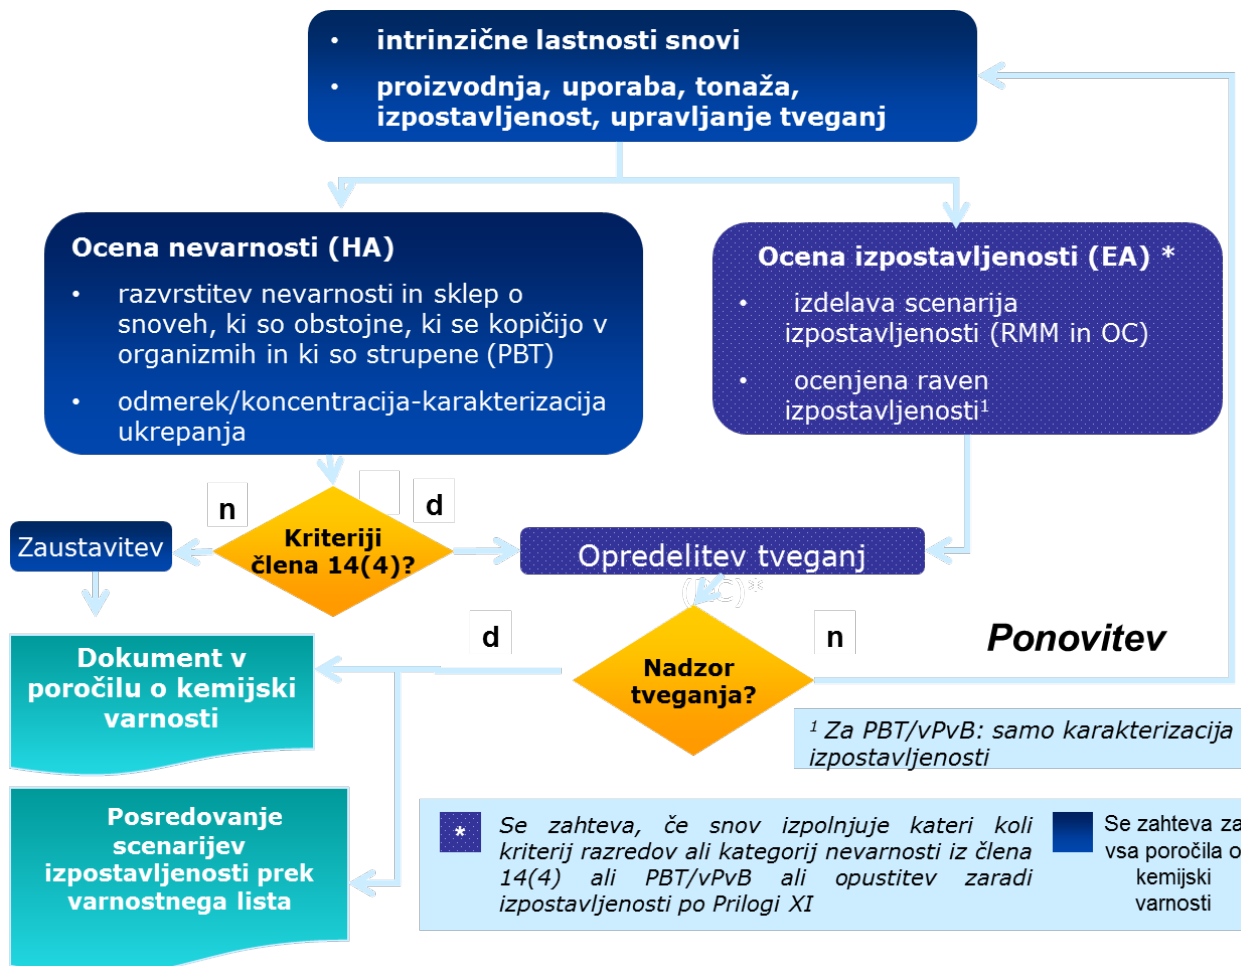 • intrinzične lastnosti snovi
• proizvodnja, uporaba, tonaža,
izpostavljenost, upravljanje tveganj
Ocena nevarnosti (HA)
• razvrstitev nevarnosti in sklep o
snoveh, ki so obstojne, ki se kopičijo v
organizmih in ki so strupene (PBT)
• odmerek/koncentracija-karakterizacija
ukrepanja
Ocena izpostavljenosti (EA) *
• izdelava scenarija
izpostavljenosti (RMM in OC)
• ocenjena raven
izpostavljenosti¹
n
d
Zaustavitev
Kriteriji
člena 14(4)?
Opredelitev tveganj
d
n
Ponovitev
Nadzor
tveganja?
Dokument v
poročilu o kemijski
varnosti
¹ Za PBT/vPvB: samo karakterizacija
izpostavljenosti
Posredovanje
scenarijev
izpostavljenosti prek
varnostnega lista
* Se zahteva, če snov izpolnjuje kateri koli
kriterij razredov ali kategorij nevarnosti iz člena
14(4) ali PBT/vPvB ali opustitev zaradi
izpostavljenosti po Prilogi XI
Se zahteva za
vsa poročila o
kemijski
varnosti